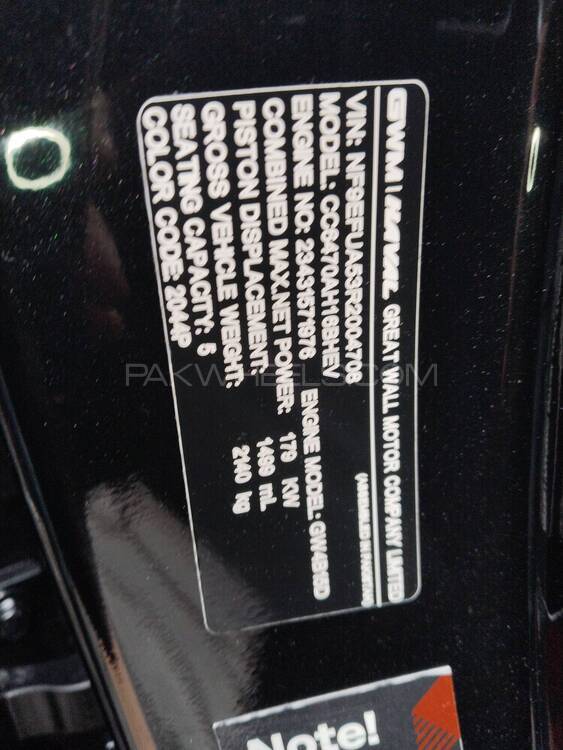 GWM | HAVAL GREAT WALL MOTOR COMPANY LIMITED
(ASSEMBLED IN PAKISTAN)
VIN: NF9EFUA53R2004708
MODEL: CC6470AH16BHEV
ENGINE NO: 234957976 ENGINE MODEL: GW4B15D
COMBINED MAX.NET POWER: 179 KW
PISTON DISPLACEMENT: 1499 mL
GROSS VEHICLE WEIGHT: 2140 kg
SEATING CAPACITY: 5
COLOR CODE: 2044P
PAKWHEELS.COM
Note!